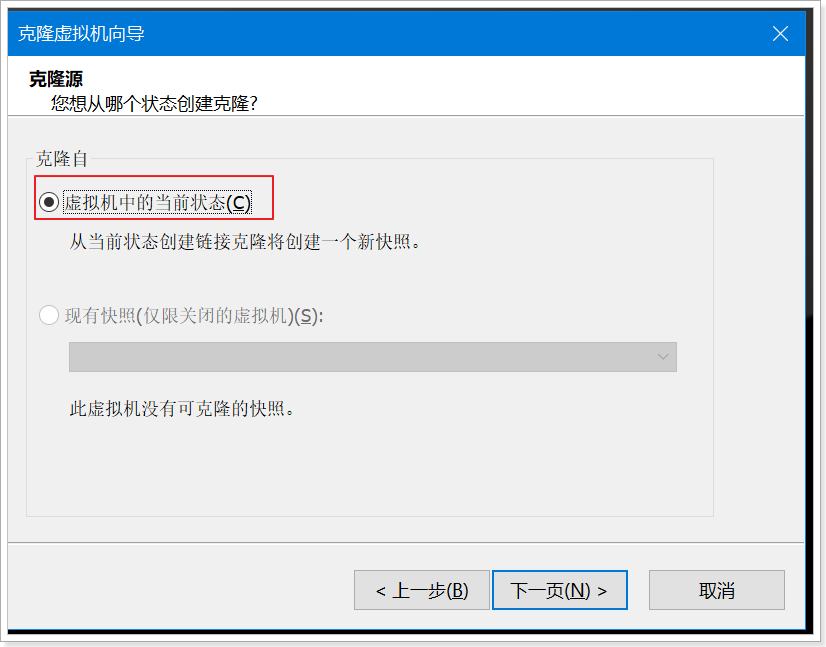 克隆虚拟机向导
克隆源
您想从哪个状态创建克隆?
克隆自
虚拟机中的当前状态(C)
从当前状态创建链接克隆将创建一个新快照。
现有快照(仅限关闭的虚拟机)(S):
此虚拟机没有可克隆的快照。
< 上一步(B) 下一页(N) > 取消